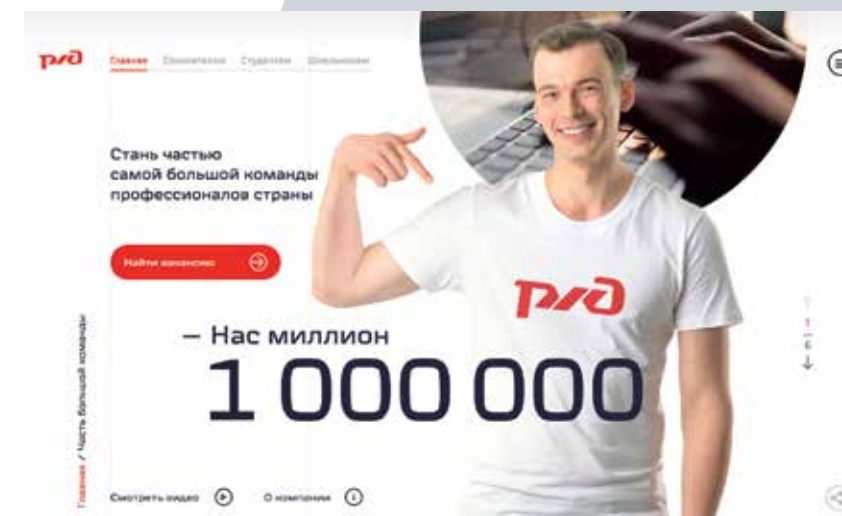 ржд
Главная Соискателям Студентам Школьникам
Стань частью
самой большой команды
профессионалов страны
Найти вакансию
ржд
— Нас миллион
1 000 000
1
6
Главная / Часть большой команды
Смотреть видео О компании